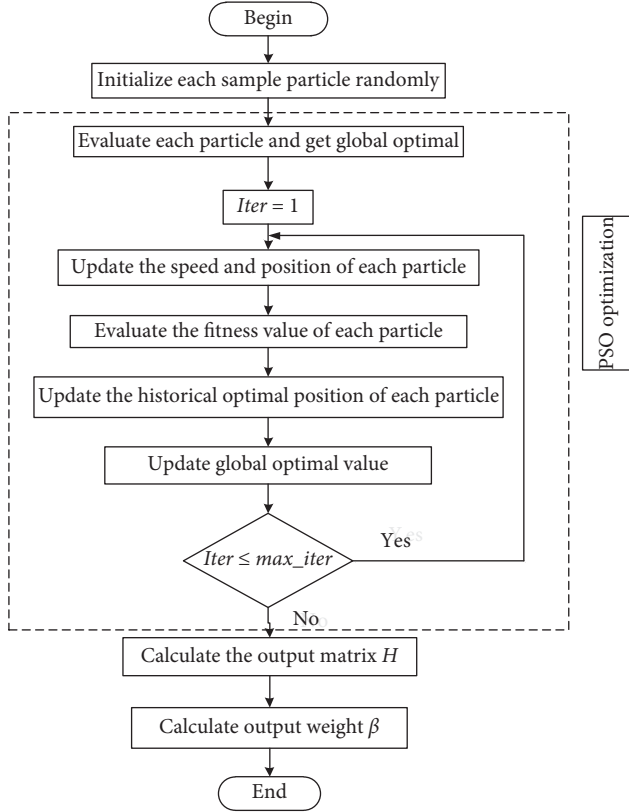 Begin
Initialize each sample particle randomly
Evaluate each particle and get global optimal
Iter = 1
Update the speed and position of each particle
Evaluate the fitness value of each particle
Update the historical optimal position of each particle
Update global optimal value
Iter ≤ max_iter
Yes
No
Calculate the output matrix H
Calculate output weight β
End
PSO optimization